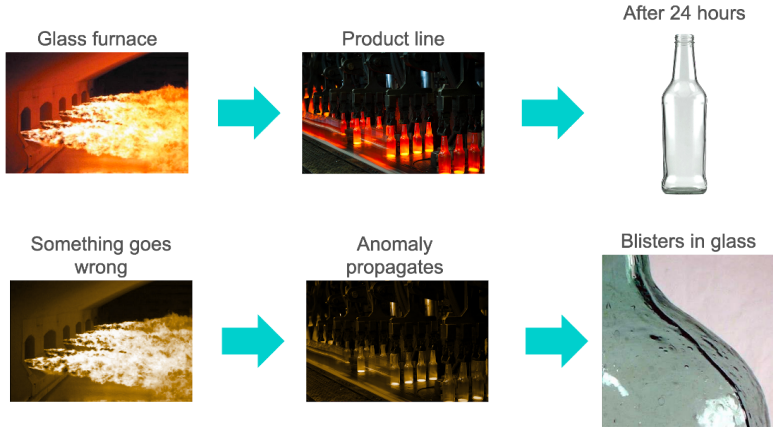 Glass furnace
Product line
After 24 hours
Something goes
wrong
Anomaly
propagates
Blisters in glass